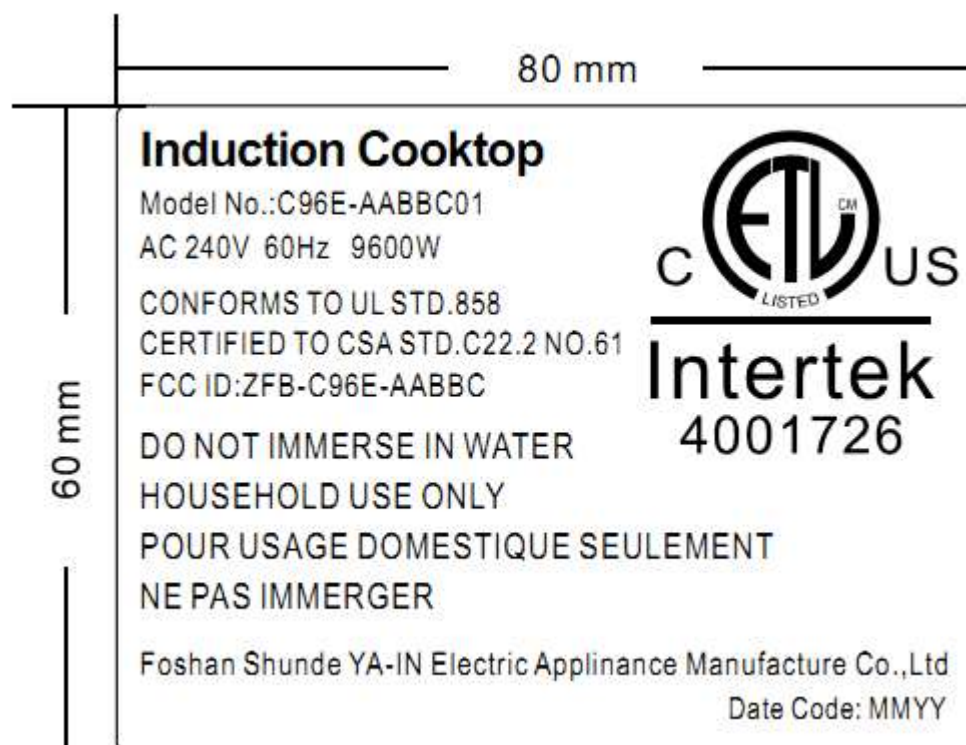 80 mm
60 mm
Induction Cooktop
Model No.:C96E-AABBC01
AC 240V 60Hz 9600W
CONFORMS TO UL STD.858
CERTIFIED TO CSA STD.C22.2 NO.61
FCC ID:ZFB-C96E-AABBC
C ETL CM US
LISTED
Intertek
4001726
DO NOT IMMERSE IN WATER
HOUSEHOLD USE ONLY
POUR USAGE DOMESTIQUE SEULEMENT
NE PAS IMMERGER
Foshan Shunde YA-IN Electric Applinance Manufacture Co.,Ltd
Date Code: MMYY